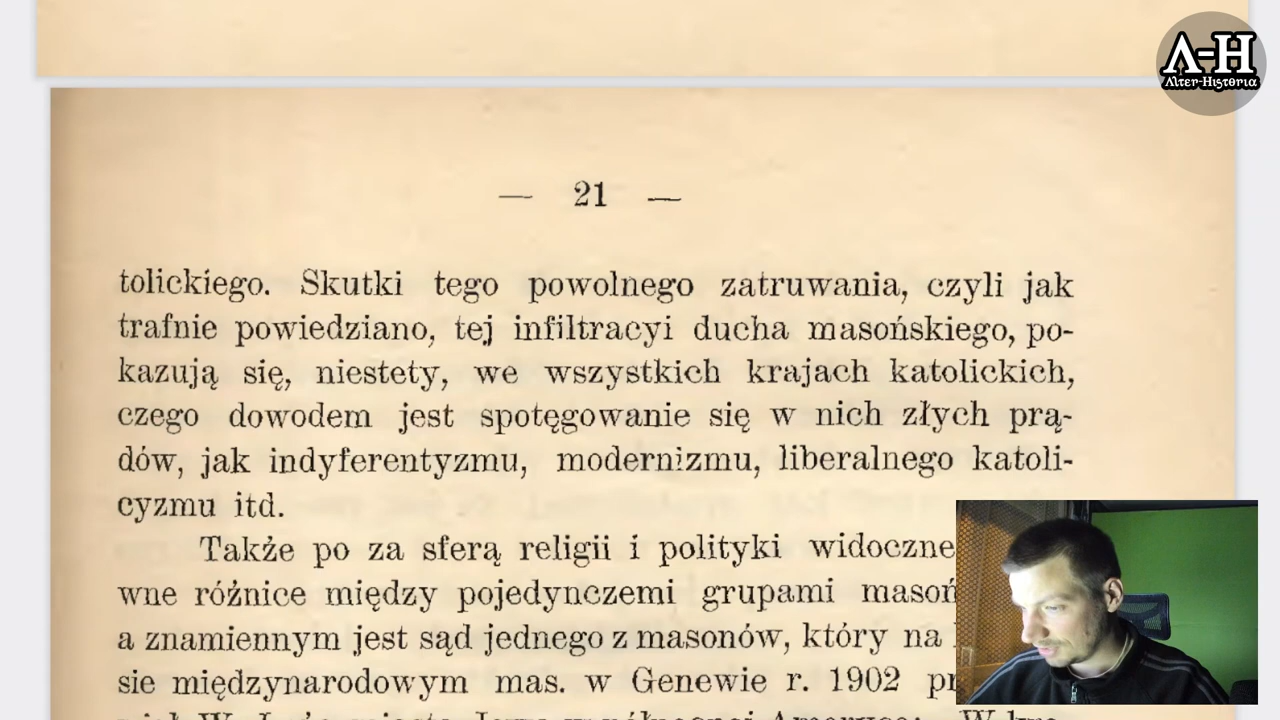 Λ-H
Λlter-Historia
— 21 —
tolickiego. Skutki tego powolnego zatruwania, czyli jak
trafnie powiedziano, tej infiltracyi ducha masońskiego, po-
kazują się, niestety, we wszystkich krajach katolickich,
czego dowodem jest spotęgowanie się w nich złych prą-
dów, jak indyferentyzmu, modernizmu, liberalnego katoli-
cyzmu itd.
Także po za sferą religii i polityki widoczne
wne różnice między pojedynczemi grupami masoń
a znamiennym jest sąd jednego z masonów, który na
sie międzynarodowym mas. w Genewie r. 1902